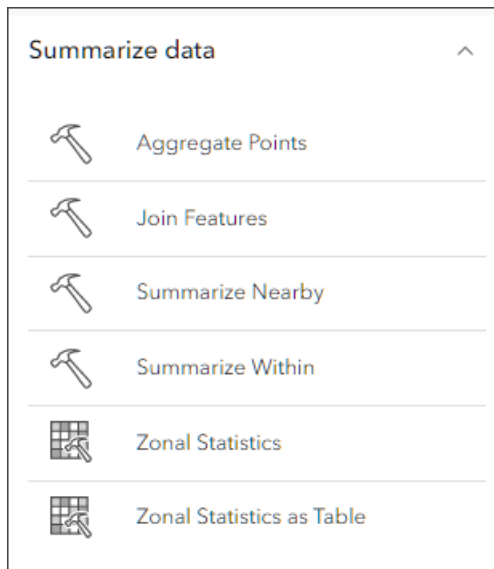 Summarize data
Aggregate Points
Join Features
Summarize Nearby
Summarize Within
Zonal Statistics
Zonal Statistics as Table